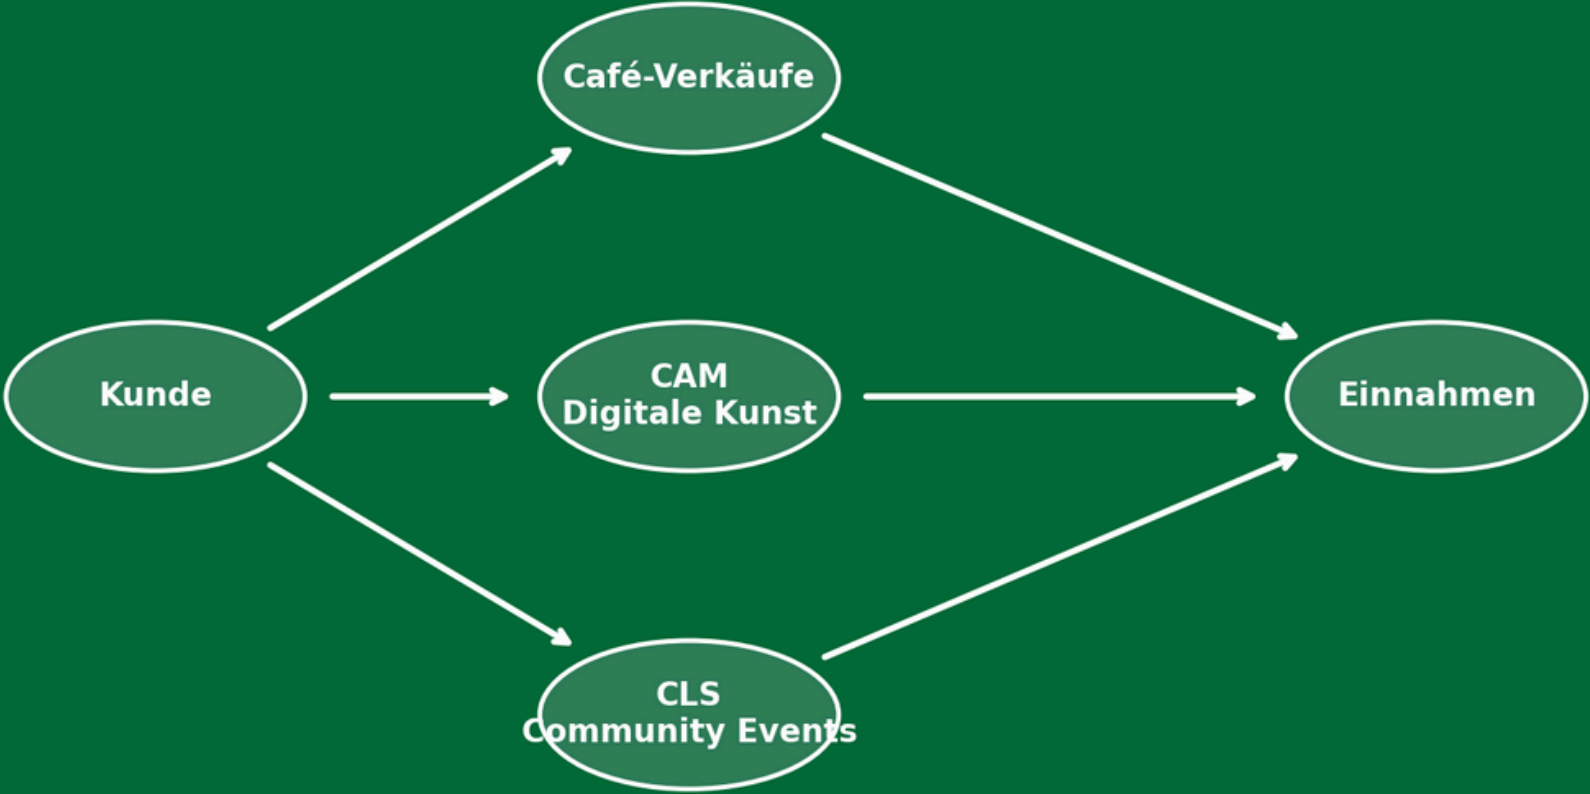 Café-Verkäufe
Kunde
CAM
Digitale Kunst
Einnahmen
CLS
Community Events